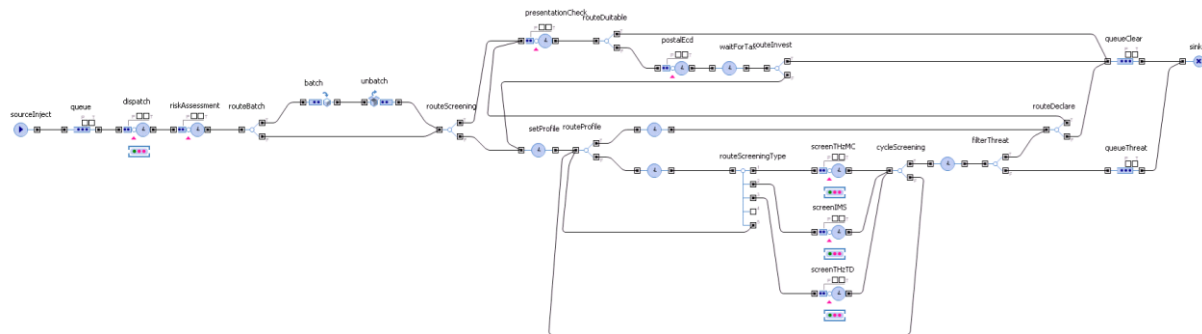 presentationCheck
routeDutiable
postalEcd
waitForTas
routeInvest
queueClear
sink
batch
unbatch
sourceInject
queue
dispatch
riskAssessment
routeBatch
routeScreening
routeDeclare
setProfile
routeProfile
routeScreeningType
screenTHzMC
cycleScreening
filterThreat
queueThreat
screenIMS
screenTHzTD